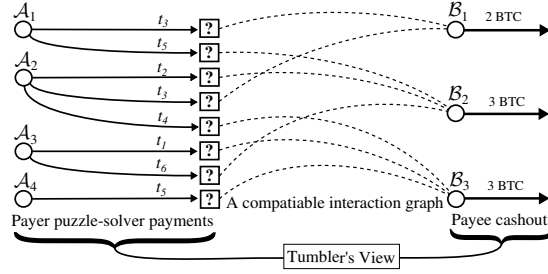 𝒜1 t3 ? ℬ1 2 BTC
t5 ?
𝒜2 t2 ?
t3 ?
ℬ2 3 BTC
t4 ?
𝒜3 t1 ?
t6 ?
𝒜4 t5 ? ℬ3 3 BTC
A compatiable interaction graph
Payer puzzle-solver payments Payee cashout
Tumbler's View